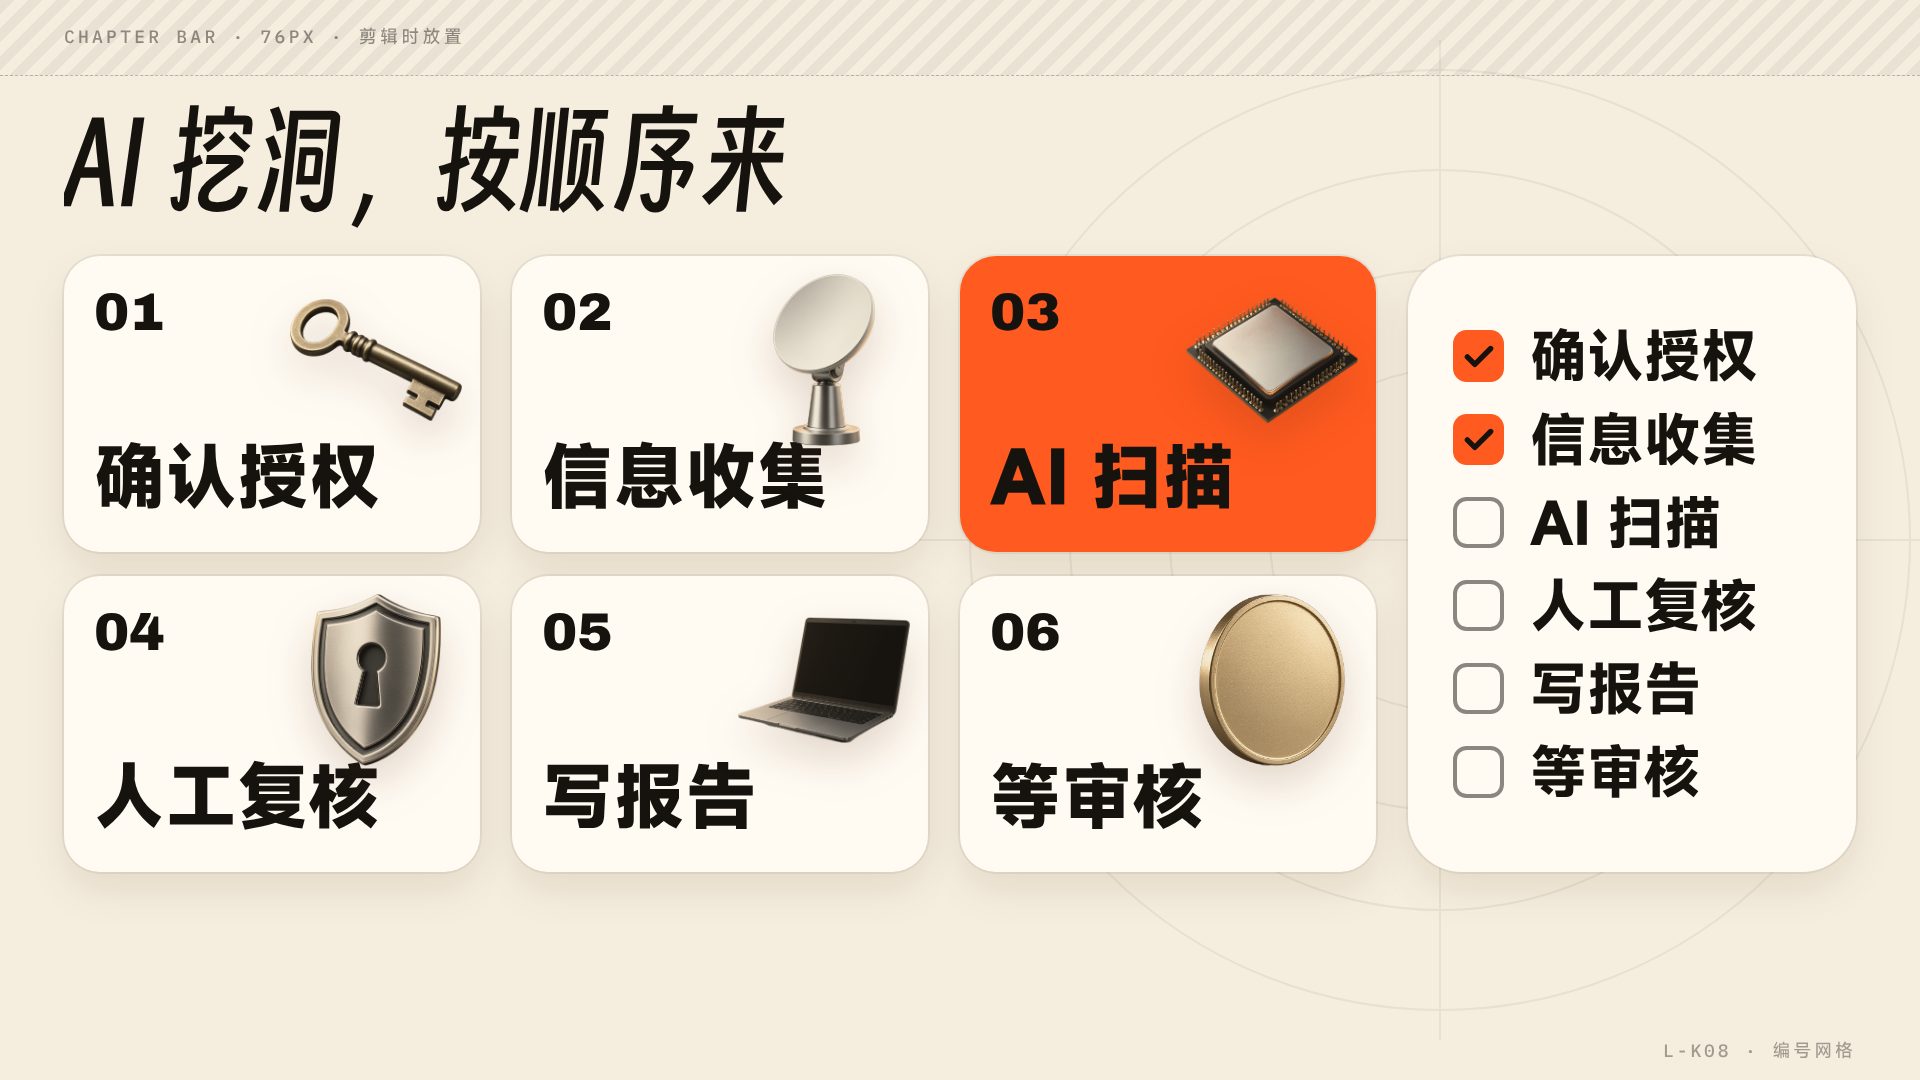 CHAPTER BAR · 76PX · 剪辑时放置
AI 挖洞，按顺序来
01
确认授权
02
信息收集
03
AI 扫描
04
人工复核
05
写报告
06
等审核
确认授权
信息收集
AI 扫描
人工复核
写报告
等审核
L-K08 · 编号网格